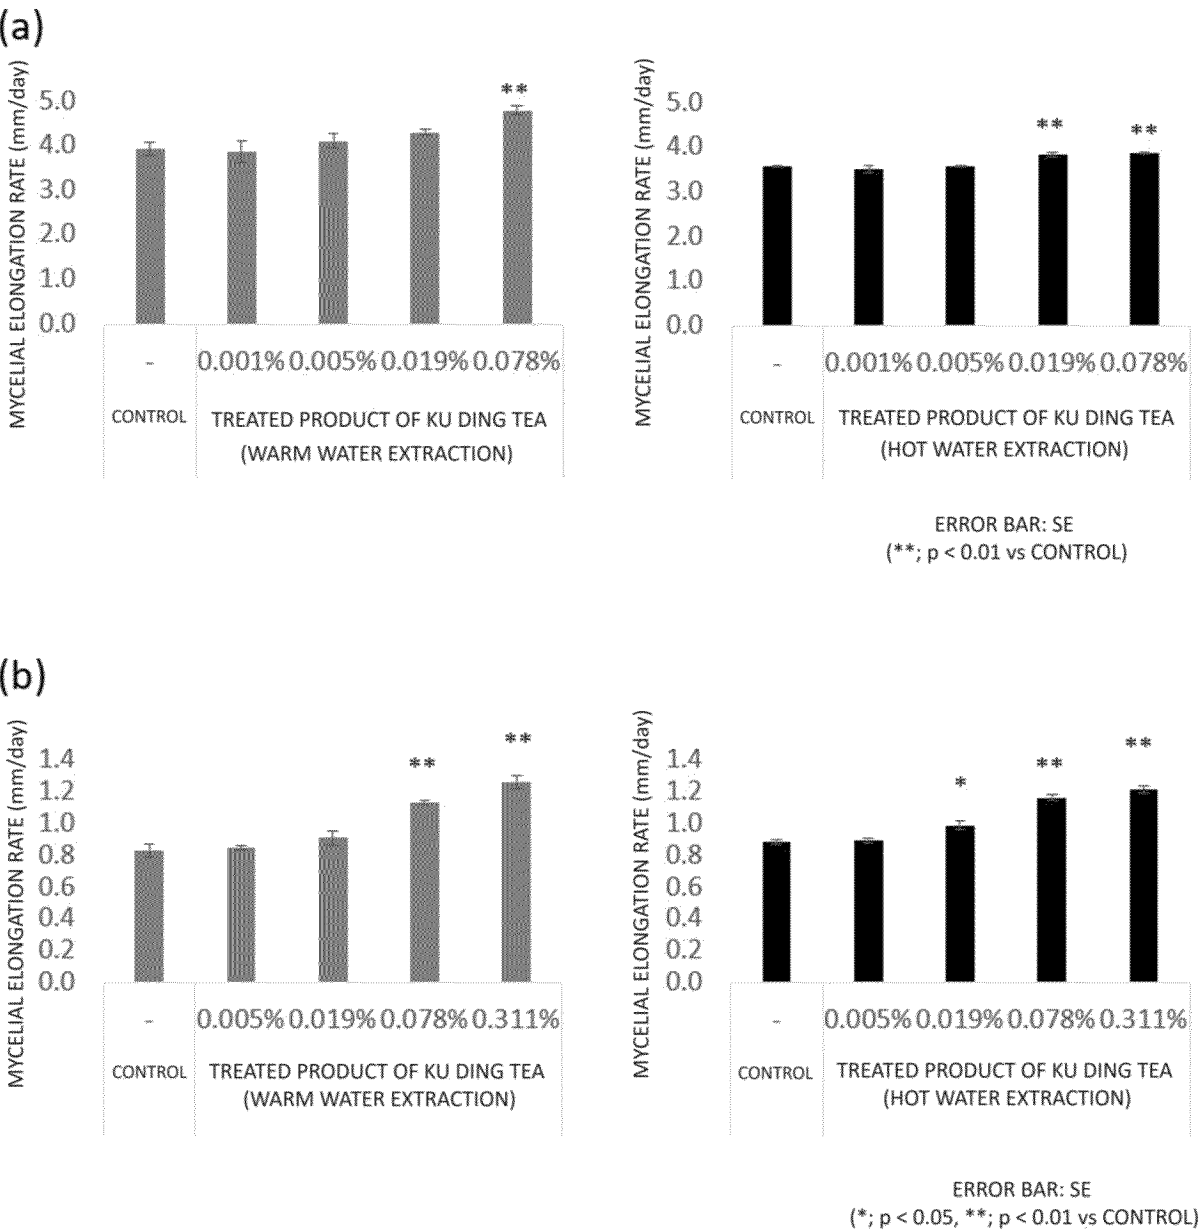 (a)
MYCELIAL ELONGATION RATE (mm/day)
5.0
4.0
3.0
2.0
1.0
0.0
**
- 0.001% 0.005% 0.019% 0.078%
CONTROL TREATED PRODUCT OF KU DING TEA
(WARM WATER EXTRACTION)
MYCELIAL ELONGATION RATE (mm/day)
5.0
4.0
3.0
2.0
1.0
0.0
** **
- 0.001% 0.005% 0.019% 0.078%
CONTROL TREATED PRODUCT OF KU DING TEA
(HOT WATER EXTRACTION)
ERROR BAR: SE
(**; p < 0.01 vs CONTROL)
(b)
MYCELIAL ELONGATION RATE (mm/day)
1.4
1.2
1.0
0.8
0.6
0.4
0.2
0.0
** **
- 0.005% 0.019% 0.078% 0.311%
CONTROL TREATED PRODUCT OF KU DING TEA
(WARM WATER EXTRACTION)
MYCELIAL ELONGATION RATE (mm/day)
1.4
1.2
1.0
0.8
0.6
0.4
0.2
0.0
* ** **
- 0.005% 0.019% 0.078% 0.311%
CONTROL TREATED PRODUCT OF KU DING TEA
(HOT WATER EXTRACTION)
ERROR BAR: SE
(*; p < 0.05, **; p < 0.01 vs CONTROL)